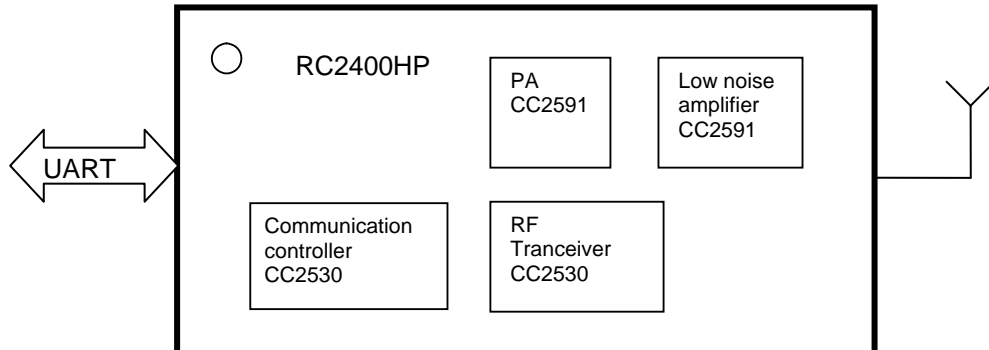 RC2400HP
PA
CC2591
Low noise
amplifier
CC2591
UART
Communication
controller
CC2530
RF
Tranceiver
CC2530